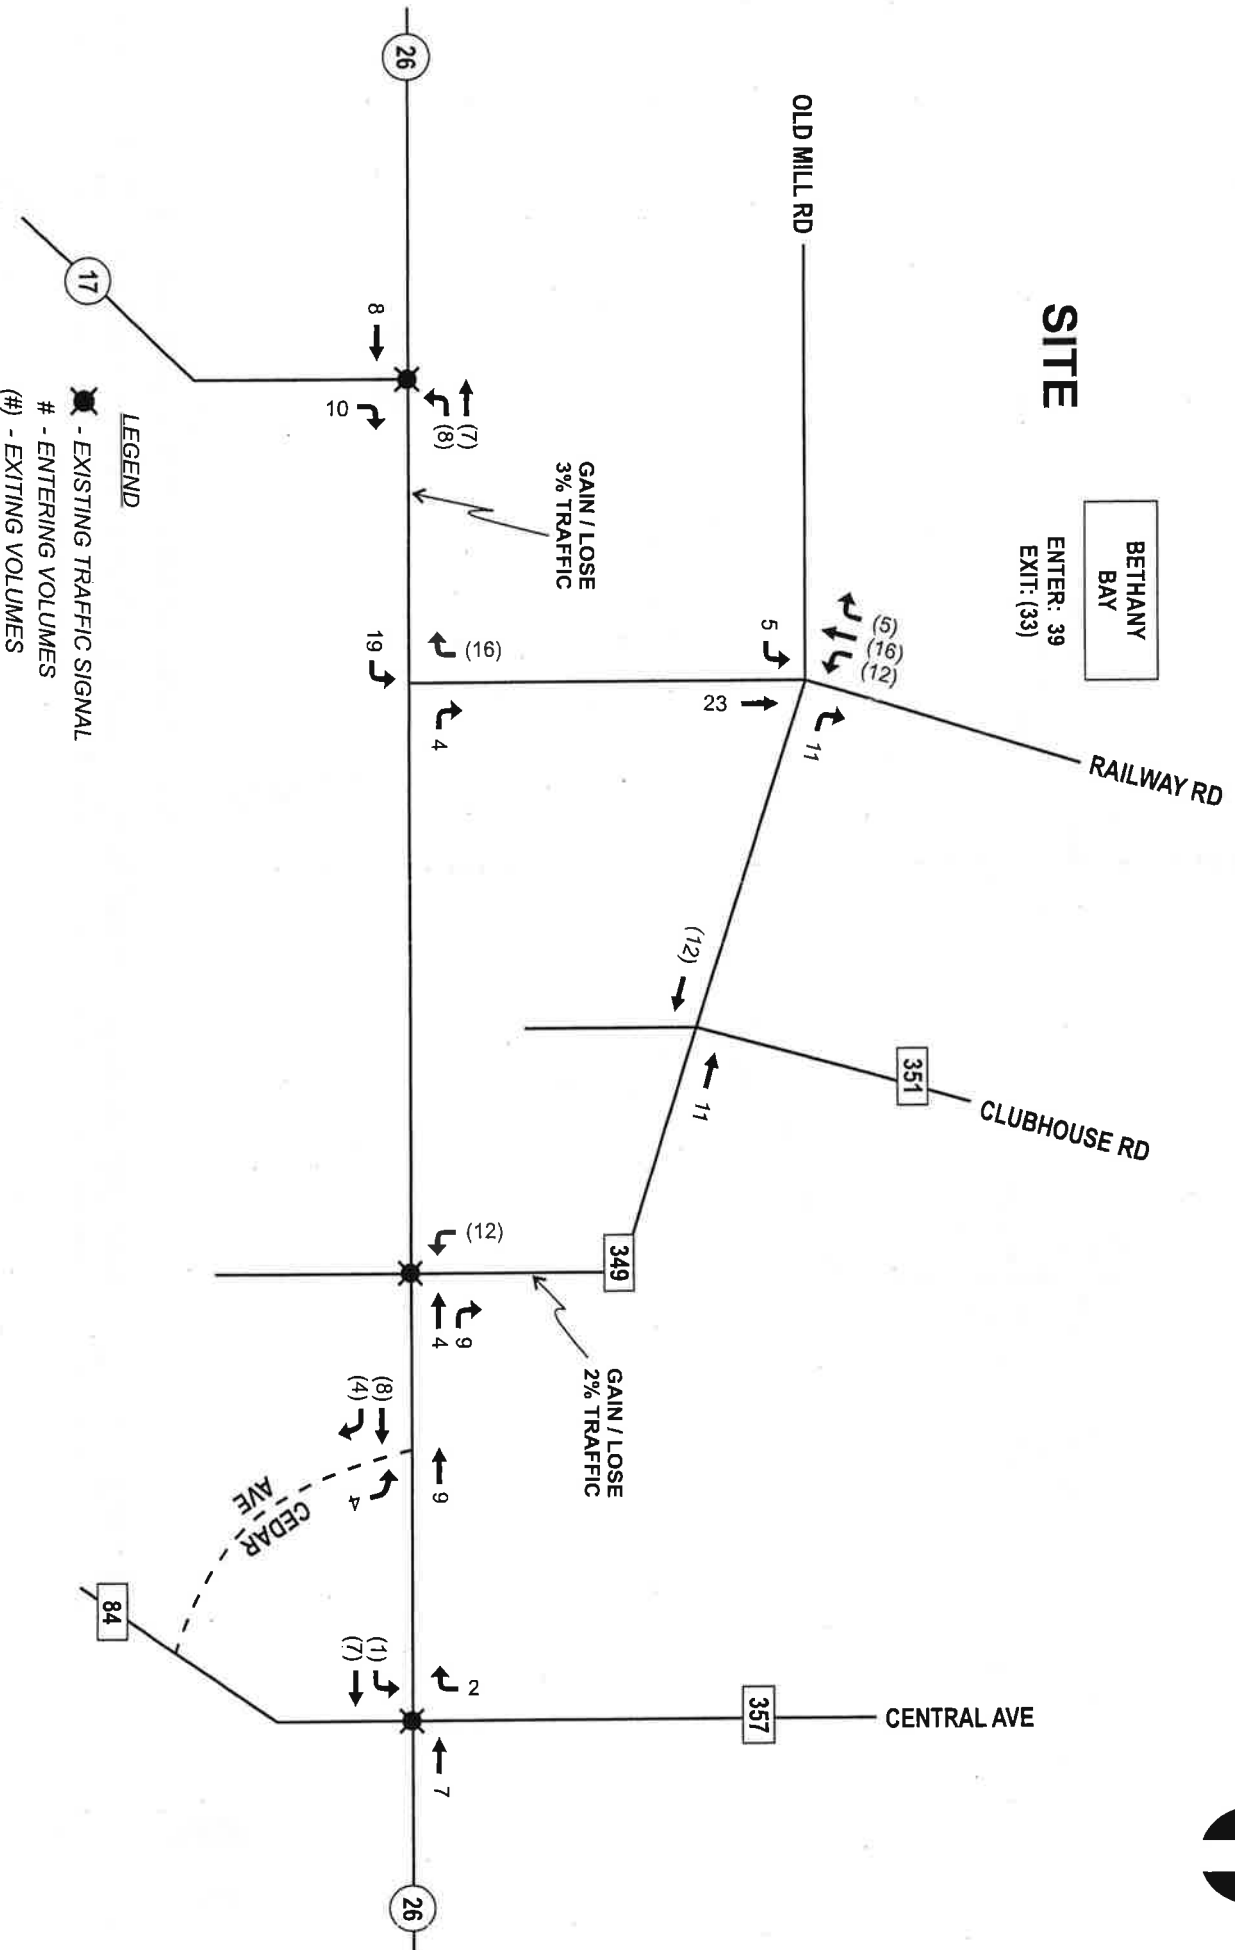 SITE
BETHANY
BAY
ENTER: 39
EXIT: (33)
OLD MILL RD
RAILWAY RD
(5)
(16)
(12)
5
23
11
351
CLUBHOUSE RD
(12)
11
349
357
CENTRAL AVE
GAIN / LOSE
3% TRAFFIC
GAIN / LOSE
2% TRAFFIC
26
8
(7)
(8)
10
17
(16)
19
4
(12)
9
4
(8)
(4)
9
4
CEDAR
AVE
84
(1)
(7)
2
7
26
LEGEND
- EXISTING TRAFFIC SIGNAL
# - ENTERING VOLUMES
(#) - EXITING VOLUMES